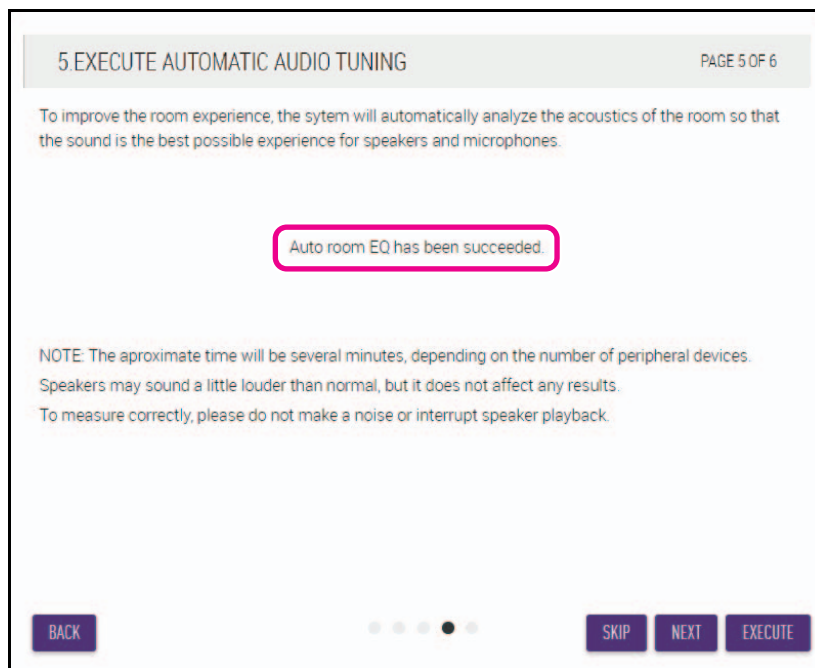 5.EXECUTE AUTOMATIC AUDIO TUNING PAGE 5 OF 6
To improve the room experience, the sytem will automatically analyze the acoustics of the room so that
the sound is the best possible experience for speakers and microphones.
Auto room EQ has been succeeded.
NOTE: The aproximate time will be several minutes, depending on the number of peripheral devices.
Speakers may sound a little louder than normal, but it does not affect any results.
To measure correctly, please do not make a noise or interrupt speaker playback.
BACK SKIP NEXT EXECUTE